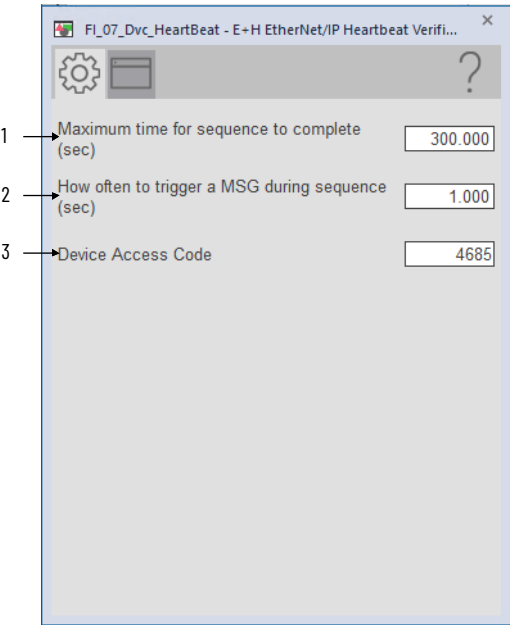 FI_07_Dvc_HeartBeat - E+H EtherNet/IP Heartbeat Verifi...
?
1
Maximum time for sequence to complete
(sec)
300.000
2
How often to trigger a MSG during sequence
(sec)
1.000
3
Device Access Code
4685